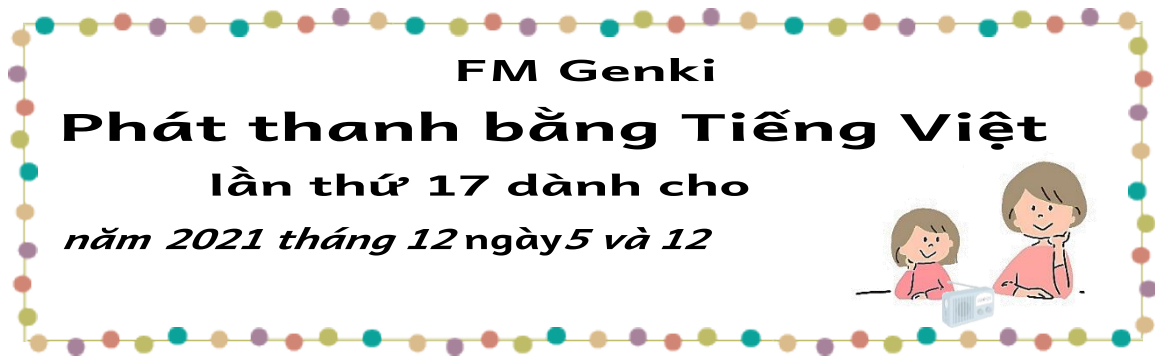 FM Genki
Phát thanh bằng Tiếng Việt
lần thứ 17 dành cho
năm 2021 tháng 12 ngày 5 và 12